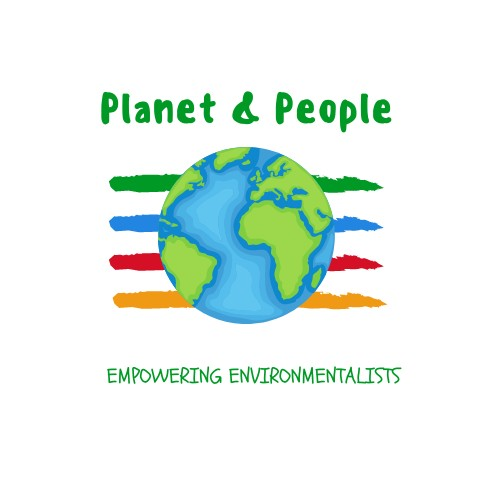 Planet & People
EMPOWERING ENVIRONMENTALISTS